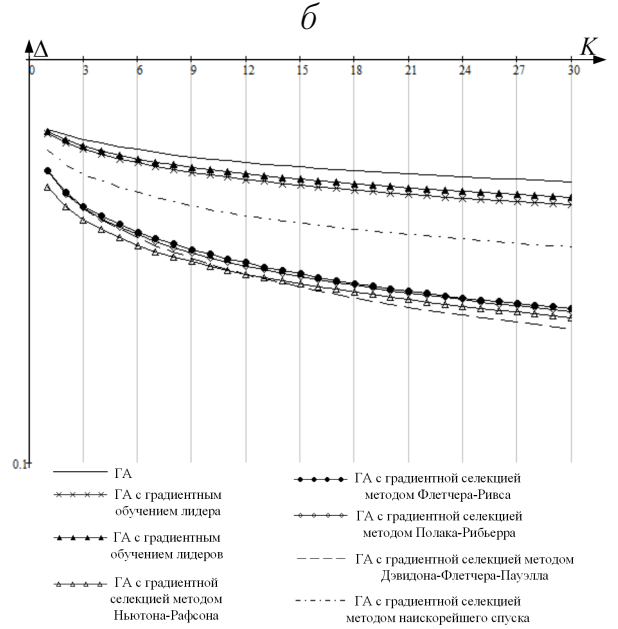 б
Δ K
0 3 6 9 12 15 18 21 24 27 30
0.1
ГА
ГА с градиентным
обучением лидера
ГА с градиентным
обучением лидеров
ГА с градиентной
селекцией методом
Ньютона-Рафсона
ГА с градиентной селекцией
методом Флетчера-Ривса
ГА с градиентной селекцией
методом Полака-Рибьерра
ГА с градиентной селекцией методом
Дэвидона-Флетчера-Пауэлла
ГА с градиентной селекцией
методом наискорейшего спуска